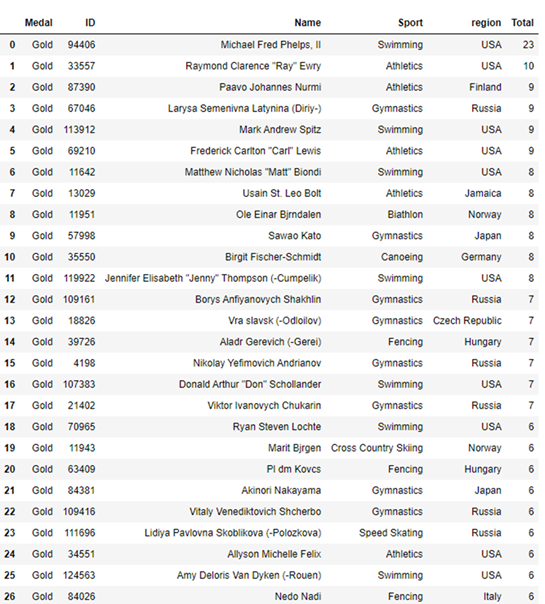 Medal ID Name Sport region Total
0 Gold 94406 Michael Fred Phelps, II Swimming USA 23
1 Gold 33557 Raymond Clarence "Ray" Ewry Athletics USA 10
2 Gold 87390 Paavo Johannes Nurmi Athletics Finland 9
3 Gold 67046 Larysa Semenivna Latynina (Diriy-) Gymnastics Russia 9
4 Gold 113912 Mark Andrew Spitz Swimming USA 9
5 Gold 69210 Frederick Carlton "Carl" Lewis Athletics USA 9
6 Gold 11642 Matthew Nicholas "Matt" Biondi Swimming USA 8
7 Gold 13029 Usain St. Leo Bolt Athletics Jamaica 8
8 Gold 11951 Ole Einar Bjrndalen Biathlon Norway 8
9 Gold 57998 Sawao Kato Gymnastics Japan 8
10 Gold 35550 Birgit Fischer-Schmidt Canoeing Germany 8
11 Gold 119922 Jennifer Elisabeth "Jenny" Thompson (-Cumpelik) Swimming USA 8
12 Gold 109161 Borys Anfiyanovych Shakhlin Gymnastics Russia 7
13 Gold 18826 Vra slavsk (-Odloilov) Gymnastics Czech Republic 7
14 Gold 39726 Aladr Gerevich (-Gerei) Fencing Hungary 7
15 Gold 4198 Nikolay Yefimovich Andrianov Gymnastics Russia 7
16 Gold 107383 Donald Arthur "Don" Schollander Swimming USA 7
17 Gold 21402 Viktor Ivanovych Chukarin Gymnastics Russia 7
18 Gold 70965 Ryan Steven Lochte Swimming USA 6
19 Gold 11943 Marit Bjrgen Cross Country Skiing Norway 6
20 Gold 63409 Pl dm Kovcs Fencing Hungary 6
21 Gold 84381 Akinori Nakayama Gymnastics Japan 6
22 Gold 109416 Vitaly Venediktovich Shcherbo Gymnastics Russia 6
23 Gold 111696 Lidiya Pavlovna Skoblikova (-Polozkova) Speed Skating Russia 6
24 Gold 34551 Allyson Michelle Felix Athletics USA 6
25 Gold 124563 Amy Deloris Van Dyken (-Rouen) Swimming USA 6
26 Gold 84026 Nedo Nadi Fencing Italy 6